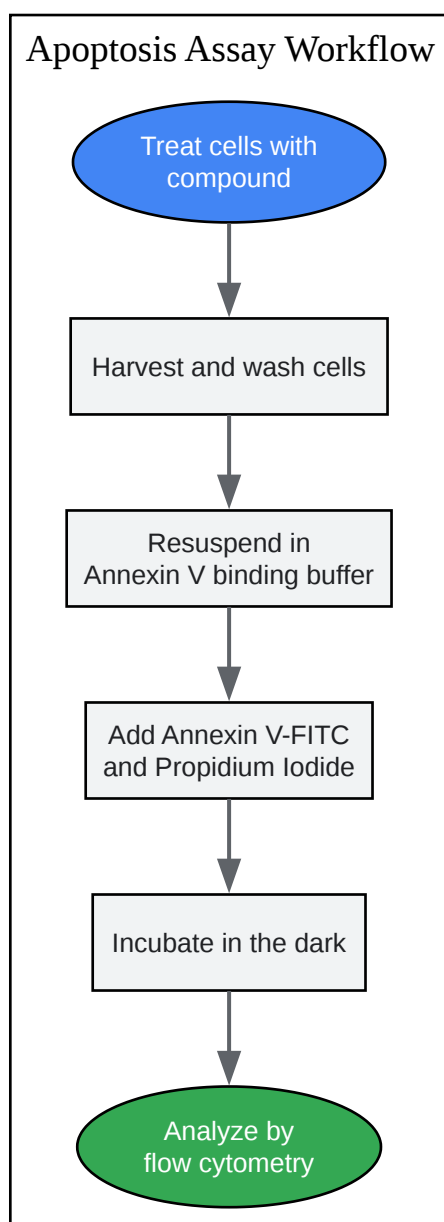 Apoptosis Assay Workflow
Treat cells with
compound
Harvest and wash cells
Resuspend in
Annexin V binding buffer
Add Annexin V-FITC
and Propidium Iodide
Incubate in the dark
Analyze by
flow cytometry